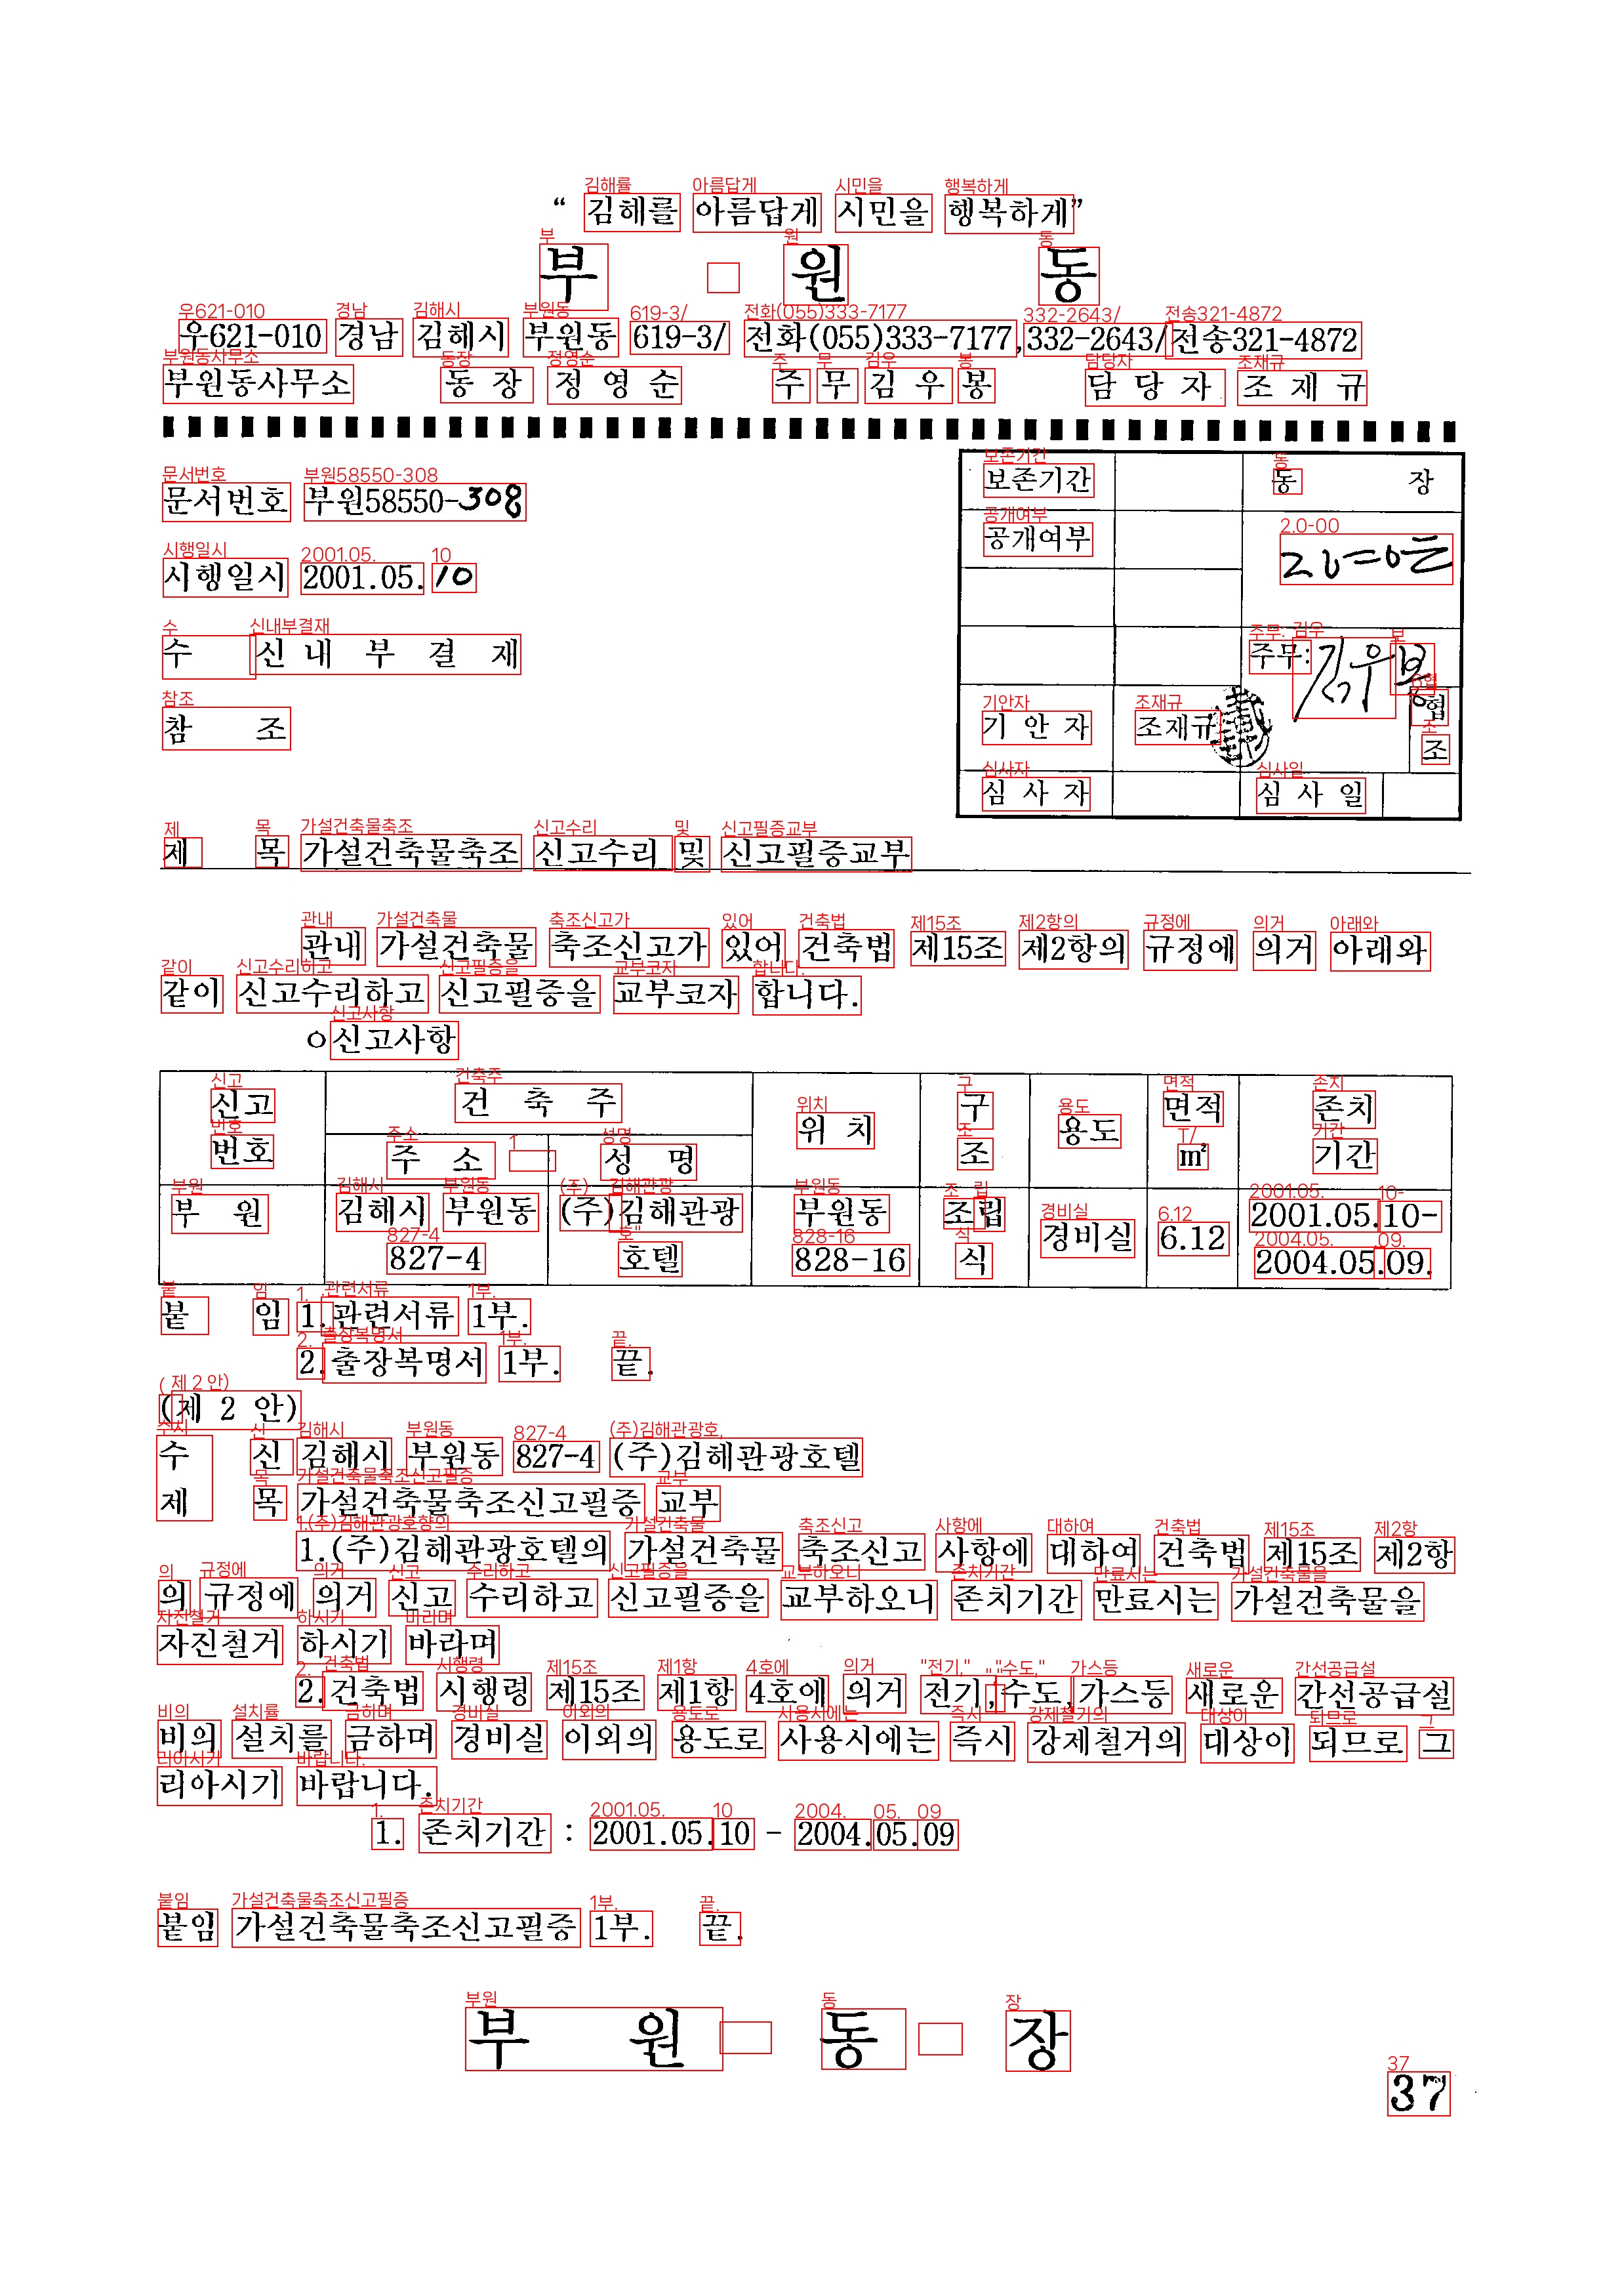 “ 김해를 아름답게 시민을 행복하게”
부 원 동
우621-010 경남 김해시 부원동 619-3/ 전화(055)333-7177,332-2643/전송321-4872
부원동사무소 동 장 정 영 순 주 무 김 우 봉 담 당 자 조 재 규
보존기간 동 장
문서번호 부원58550-308
공개여부
시행일시 2001.05.10
수 신 내 부 결 재
주무: 김우봉
참 조
기 안 자 조재규 협조
심 사 자 심 사 일
제 목 가설건축물축조 신고수리 및 신고필증교부
관내 가설건축물 축조신고가 있어 건축법 제15조 제2항의 규정에 의거 아래와
같이 신고수리하고 신고필증을 교부코자 합니다.
ㅇ신고사항
신고번호 건 축 주 위 치 구조 용도 면적㎡ 존치기간
주 소 성 명
부 원 김해시 부원동 827-4 (주)김해관광호텔 부원동 828-16 조립식 경비실 6.12 2001.05.10-2004.05.09.
붙 임 1.관련서류 1부.
2.출장복명서 1부. 끝.
(제 2 안)
수 신 김해시 부원동 827-4 (주)김해관광호텔
제 목 가설건축물축조신고필증 교부
1.(주)김해관광호텔의 가설건축물 축조신고 사항에 대하여 건축법 제15조 제2항
의 규정에 의거 신고 수리하고 신고필증을 교부하오니 존치기간 만료시는 가설건축물을
자진철거 하시기 바라며
2.건축법 시행령 제15조 제1항 4호에 의거 전기,수도,가스등 새로운 간선공급설
비의 설치를 금하며 경비실 이외의 용도로 사용시에는 즉시 강제철거의 대상이 되므로 그
리아시기 바랍니다.
1. 존치기간 : 2001.05.10 - 2004.05.09
붙임 가설건축물축조신고필증 1부. 끝.
부 원 동 장
37